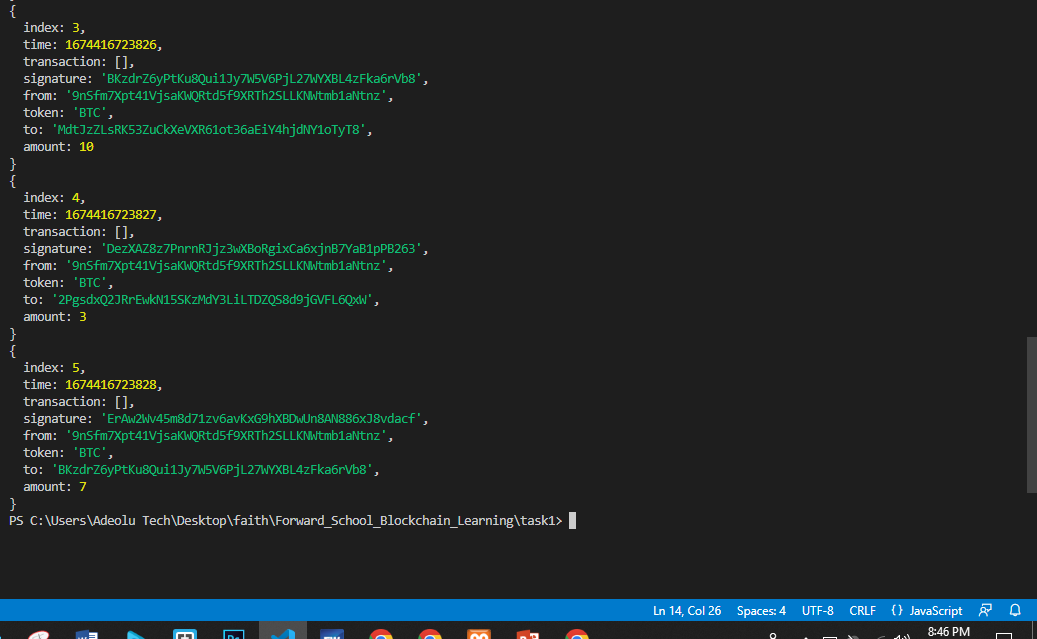 {
index: 3,
time: 1674416723826,
transaction: [],
signature: 'BKzdrZ6yPtKu8Qui1Jy7W5V6PjL27WYXBL4zFka6rVb8',
from: '9nSfm7Xpt41VjsaKWQRtd5f9XRTh2SLLKNWtmb1aNtnz',
token: 'BTC',
to: 'MdtJzZLsRK53ZuCkXeVXR61ot36aEiY4hjdNY1oTyT8',
amount: 10
}
{
index: 4,
time: 1674416723827,
transaction: [],
signature: 'DezXAZ8z7PnrnRJjz3wXBoRgixCa6xjnB7YaB1pPB263',
from: '9nSfm7Xpt41VjsaKWQRtd5f9XRTh2SLLKNWtmb1aNtnz',
token: 'BTC',
to: '2PgsdxQ2JRrEwkN15SKzMdY3LiLTDZQS8d9jGVFL6QxW',
amount: 3
}
{
index: 5,
time: 1674416723828,
transaction: [],
signature: 'ErAw2Wv45m8d71zv6avKxG9hXBDwUn8AN886xJ8vdacf',
from: '9nSfm7Xpt41VjsaKWQRtd5f9XRTh2SLLKNWtmb1aNtnz',
token: 'BTC',
to: 'BKzdrZ6yPtKu8Qui1Jy7W5V6PjL27WYXBL4zFka6rVb8',
amount: 7
}
PS C:\Users\Adeolu Tech\Desktop\faith\Forward_School_Blockchain_Learning\task1>
Ln 14, Col 26 Spaces: 4 UTF-8 CRLF {} JavaScript
8:46 PM